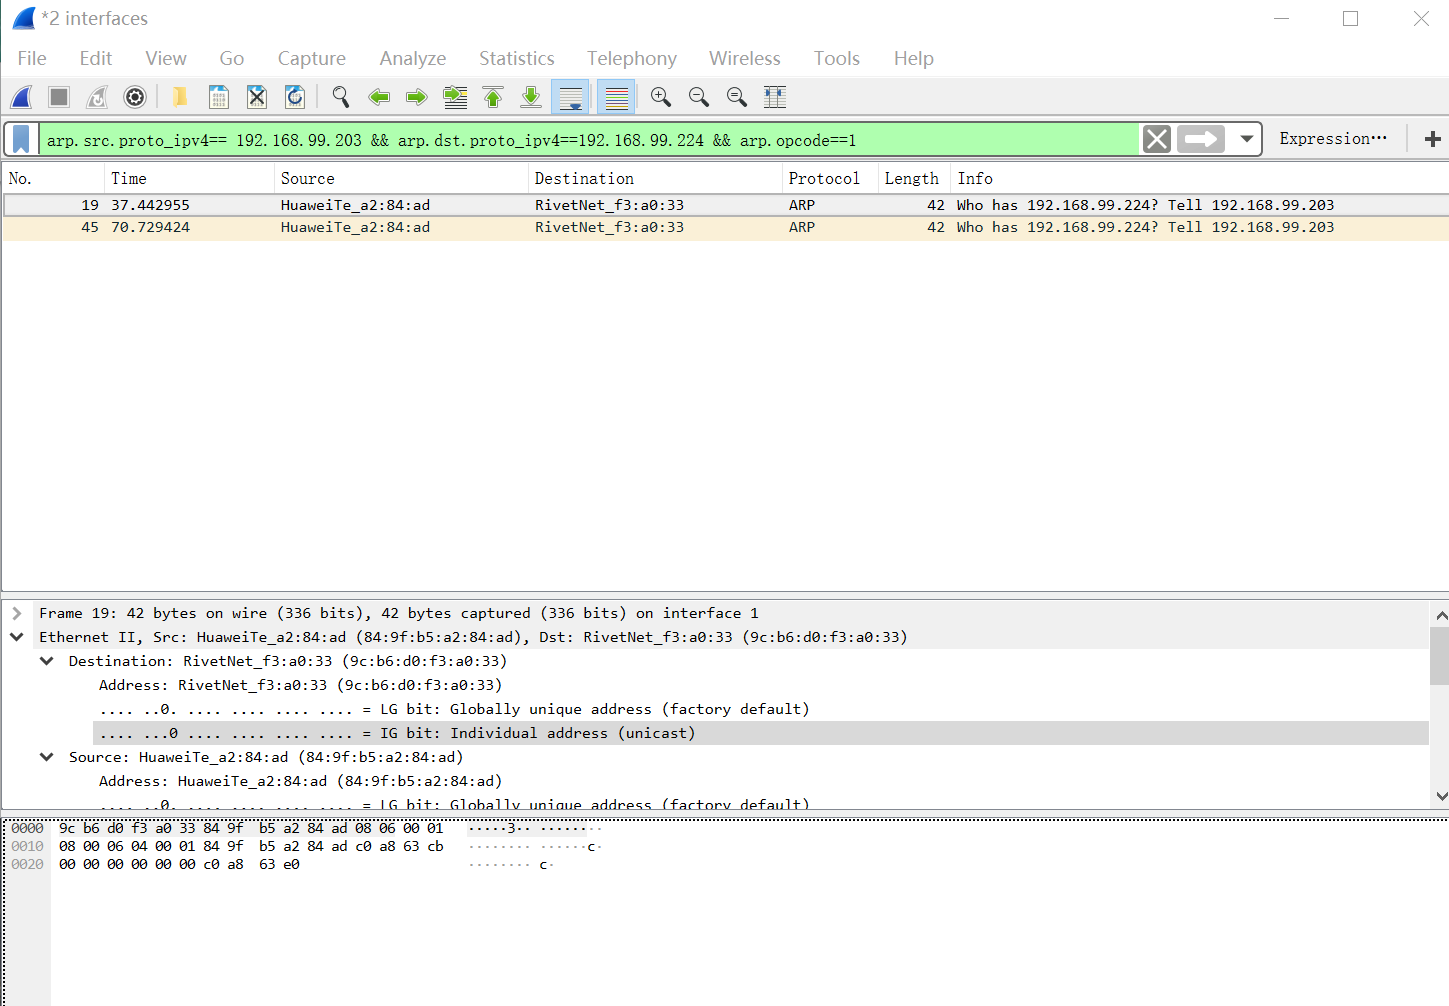 *2 interfaces
File Edit View Go Capture Analyze Statistics Telephony Wireless Tools Help
arp.src.proto_ipv4== 192.168.99.203 && arp.dst.proto_ipv4==192.168.99.224 && arp.opcode==1 Expression…
No. Time Source Destination Protocol Length Info
19 37.442955 HuaweiTe_a2:84:ad RivetNet_f3:a0:33 ARP 42 Who has 192.168.99.224? Tell 192.168.99.203
45 70.729424 HuaweiTe_a2:84:ad RivetNet_f3:a0:33 ARP 42 Who has 192.168.99.224? Tell 192.168.99.203
Frame 19: 42 bytes on wire (336 bits), 42 bytes captured (336 bits) on interface 1
Ethernet II, Src: HuaweiTe_a2:84:ad (84:9f:b5:a2:84:ad), Dst: RivetNet_f3:a0:33 (9c:b6:d0:f3:a0:33)
Destination: RivetNet_f3:a0:33 (9c:b6:d0:f3:a0:33)
Address: RivetNet_f3:a0:33 (9c:b6:d0:f3:a0:33)
.... ..0. .... .... .... .... = LG bit: Globally unique address (factory default)
.... ...0 .... .... .... .... = IG bit: Individual address (unicast)
Source: HuaweiTe_a2:84:ad (84:9f:b5:a2:84:ad)
Address: HuaweiTe_a2:84:ad (84:9f:b5:a2:84:ad)
.... ..0. .... .... .... .... = LG bit: Globally unique address (factory default)
0000 9c b6 d0 f3 a0 33 84 9f b5 a2 84 ad 08 06 00 01 ·····3·· ········
0010 08 00 06 04 00 01 84 9f b5 a2 84 ad c0 a8 63 cb ········ ······c·
0020 00 00 00 00 00 00 c0 a8 63 e0 ········ c·